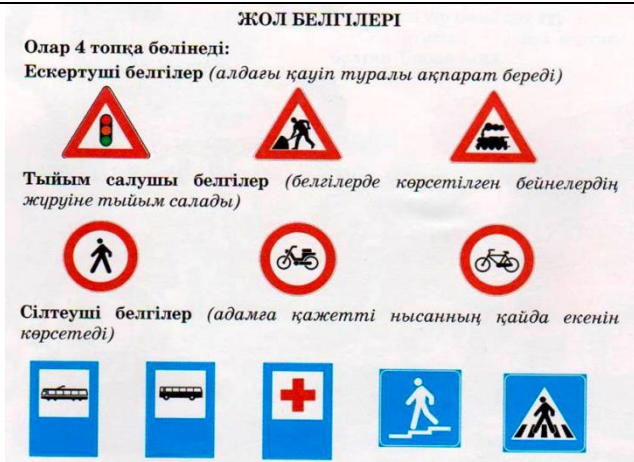 ЖОЛ БЕЛГІЛЕРІ
Олар 4 топқа бөлінеді:
Ескертуші белгілер (алдағы қауіп туралы ақпарат береді)
Тыйым салушы белгілер (белгілерде көрсетілген бейнелердің
жүруіне тыйым салады)
Сілтеуші белгілер (адамға қажетті нысанның қайда екенін
көрсетеді)